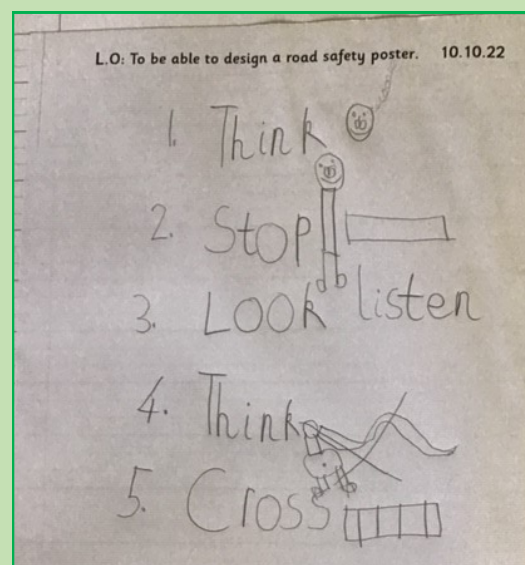 L.O: To be able to design a road safety poster. 10.10.22
1. Think
2. Stop
3. LOOK listen
4. Think
5. Cross